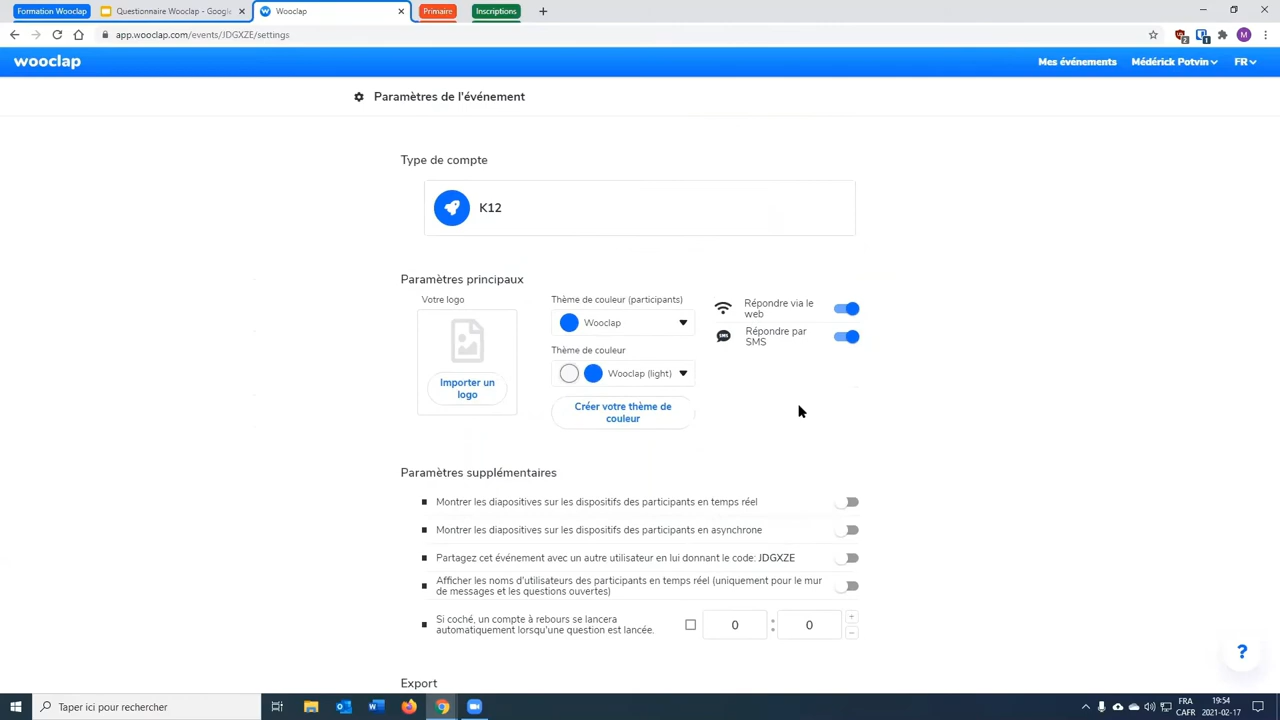 Formation Wooclap
Questionnaire Wooclap - Google
Wooclap
Primaire
Inscriptions
app.wooclap.com/events/JDGXZE/settings
2
1
M
wooclap
Mes événements
Médérick Potvin
FR
Paramètres de l'événement
Type de compte
K12
Paramètres principaux
Votre logo
Importer un
logo
Thème de couleur (participants)
Wooclap
Thème de couleur
Wooclap (light)
Créer votre thème de
couleur
Répondre via le
web
SMS
Répondre par
SMS
Paramètres supplémentaires
Montrer les diapositives sur les dispositifs des participants en temps réel
Montrer les diapositives sur les dispositifs des participants en asynchrone
Partagez cet événement avec un autre utilisateur en lui donnant le code: JDGXZE
Afficher les noms d'utilisateurs des participants en temps réel (uniquement pour le mur
de messages et les questions ouvertes)
Si coché, un compte à rebours se lancera
automatiquement lorsqu'une question est lancée.
0 : 0
+
−
Export
?
Taper ici pour rechercher
FRA
CAFR
19:54
2021-02-17